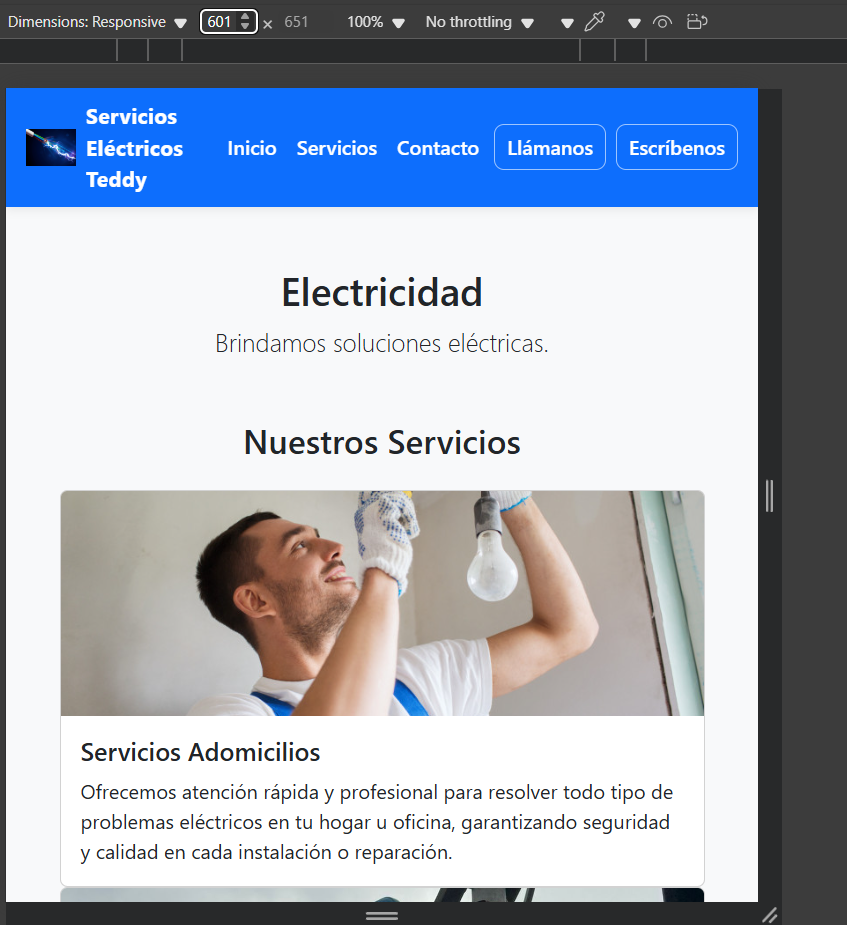 Dimensions: Responsive 601 × 651 100% No throttling
Servicios
Eléctricos
Teddy
Inicio Servicios Contacto Llámanos Escríbenos
Electricidad
Brindamos soluciones eléctricas.
Nuestros Servicios
Servicios Adomicilios
Ofrecemos atención rápida y profesional para resolver todo tipo de
problemas eléctricos en tu hogar u oficina, garantizando seguridad
y calidad en cada instalación o reparación.